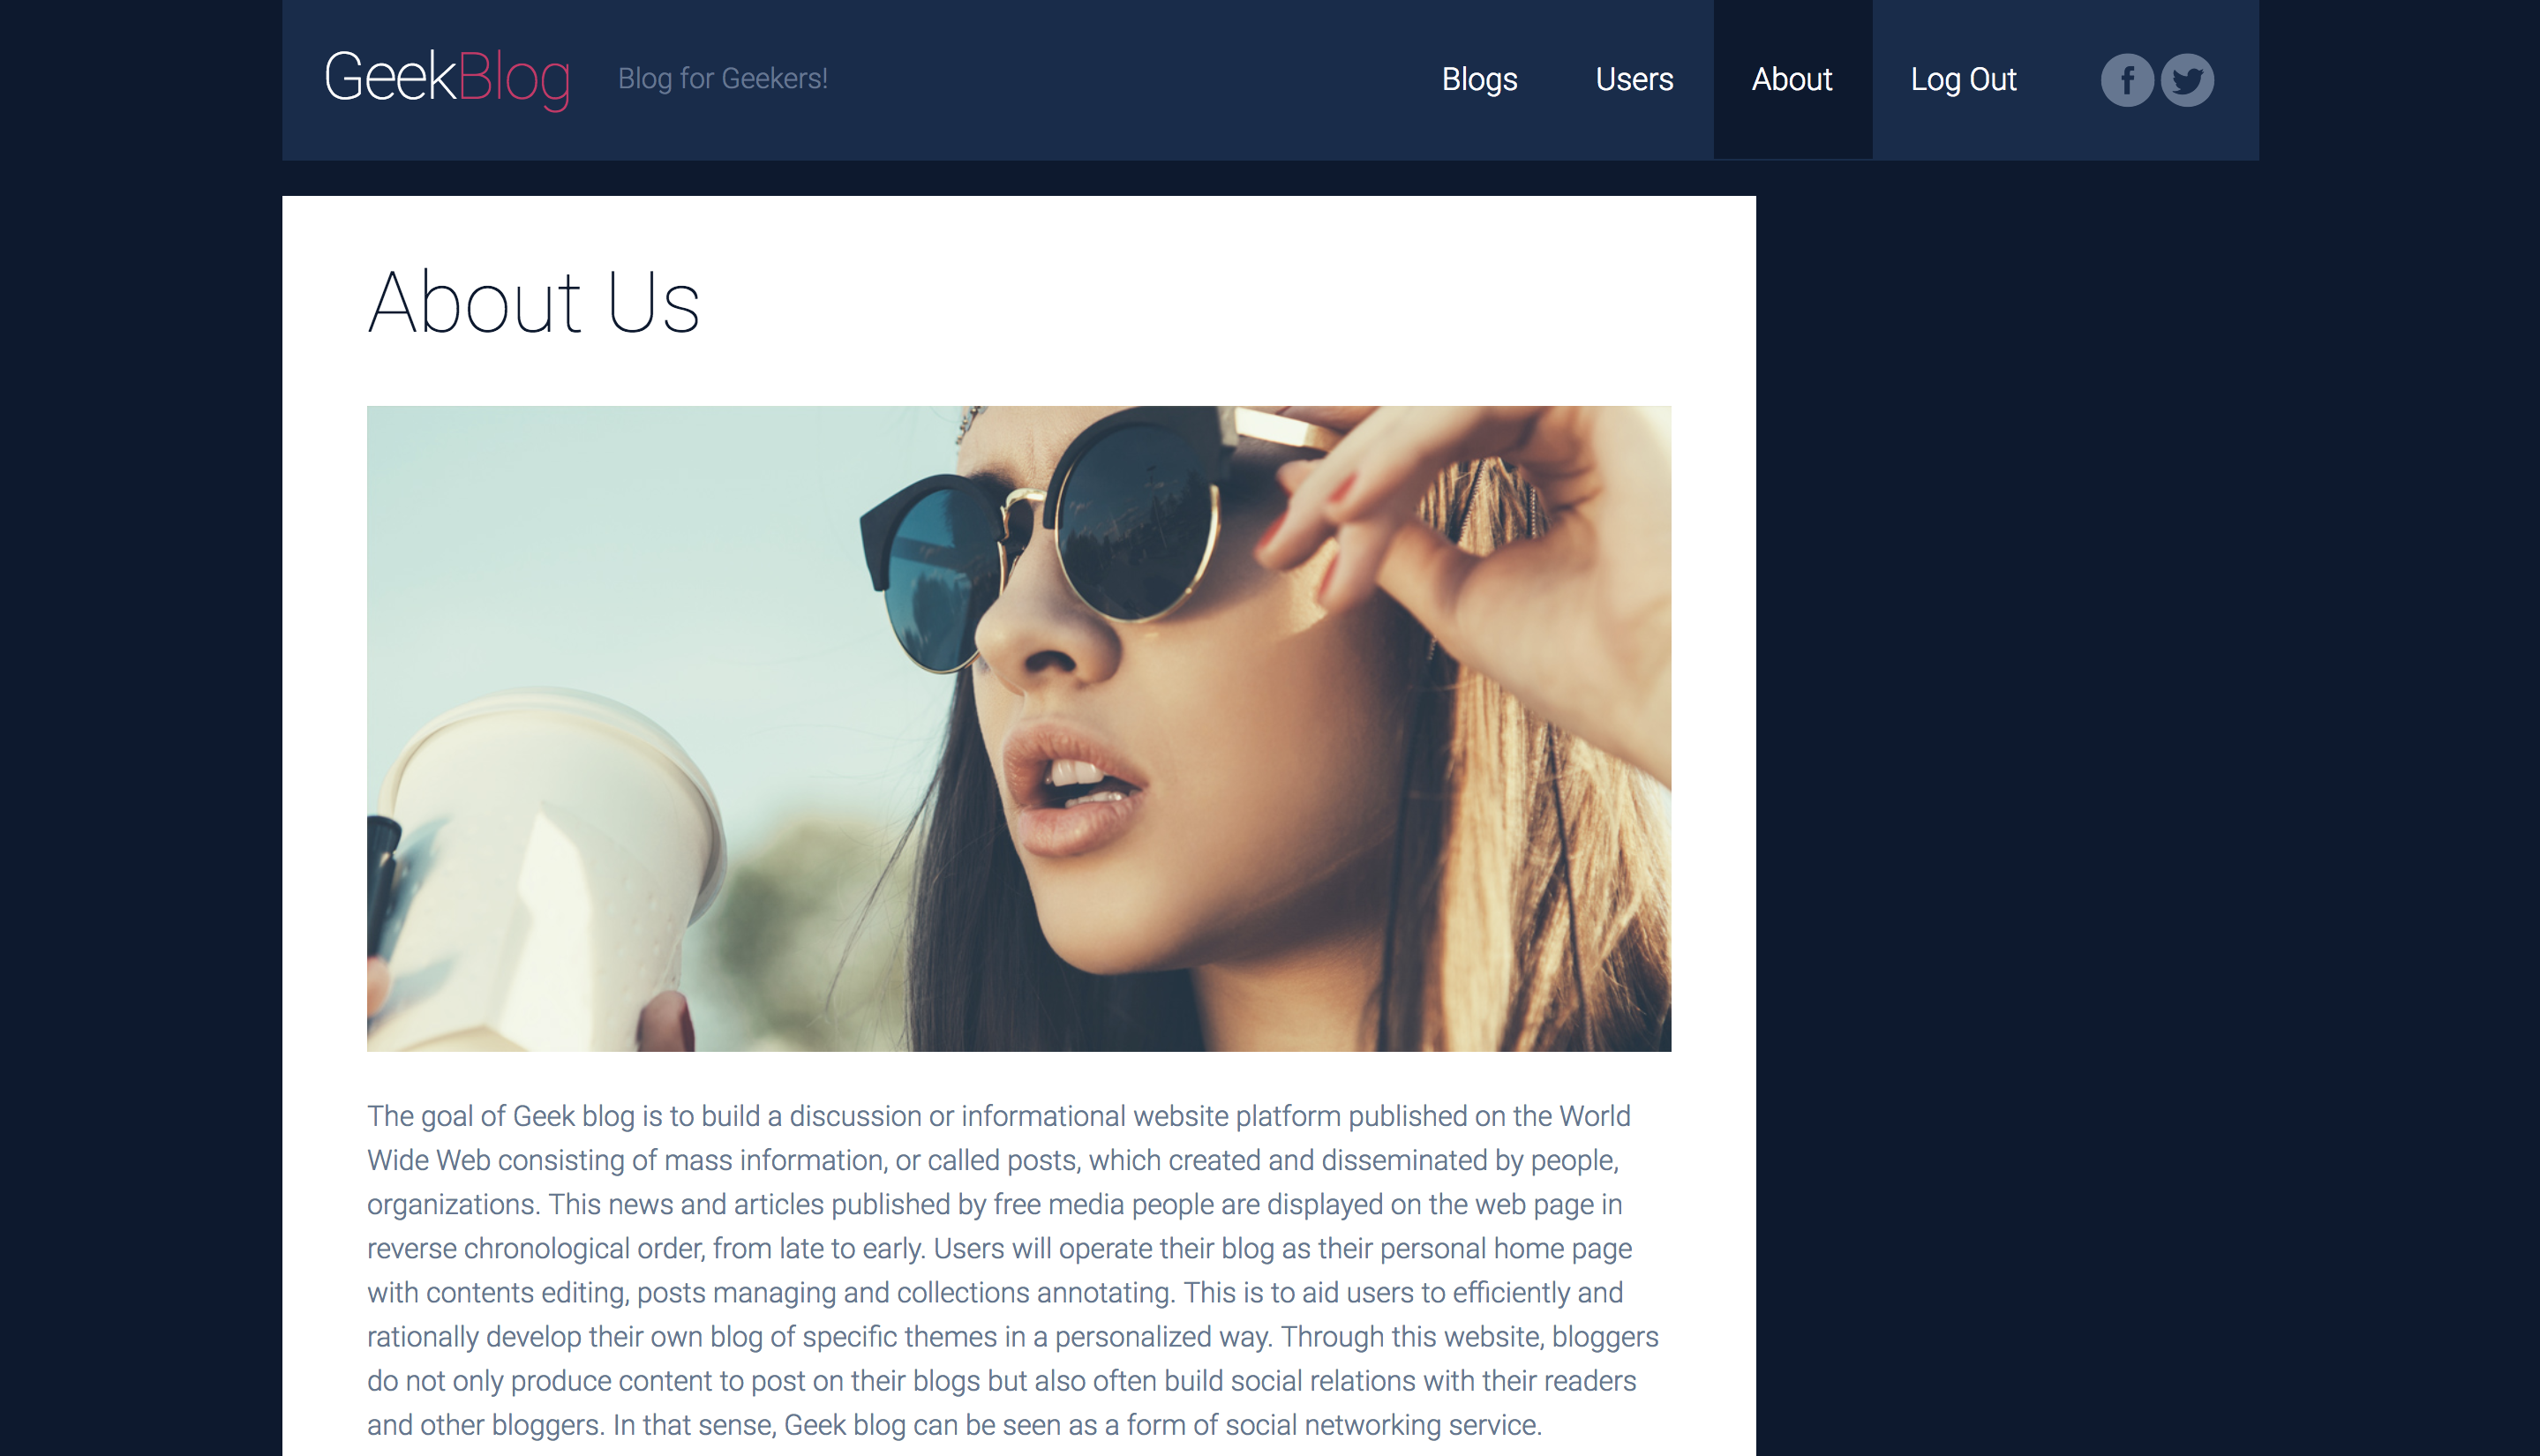 GeekBlog Blog for Geekers! Blogs Users About Log Out
About Us
The goal of Geek blog is to build a discussion or informational website platform published on the World
Wide Web consisting of mass information, or called posts, which created and disseminated by people,
organizations. This news and articles published by free media people are displayed on the web page in
reverse chronological order, from late to early. Users will operate their blog as their personal home page
with contents editing, posts managing and collections annotating. This is to aid users to efficiently and
rationally develop their own blog of specific themes in a personalized way. Through this website, bloggers
do not only produce content to post on their blogs but also often build social relations with their readers
and other bloggers. In that sense, Geek blog can be seen as a form of social networking service.